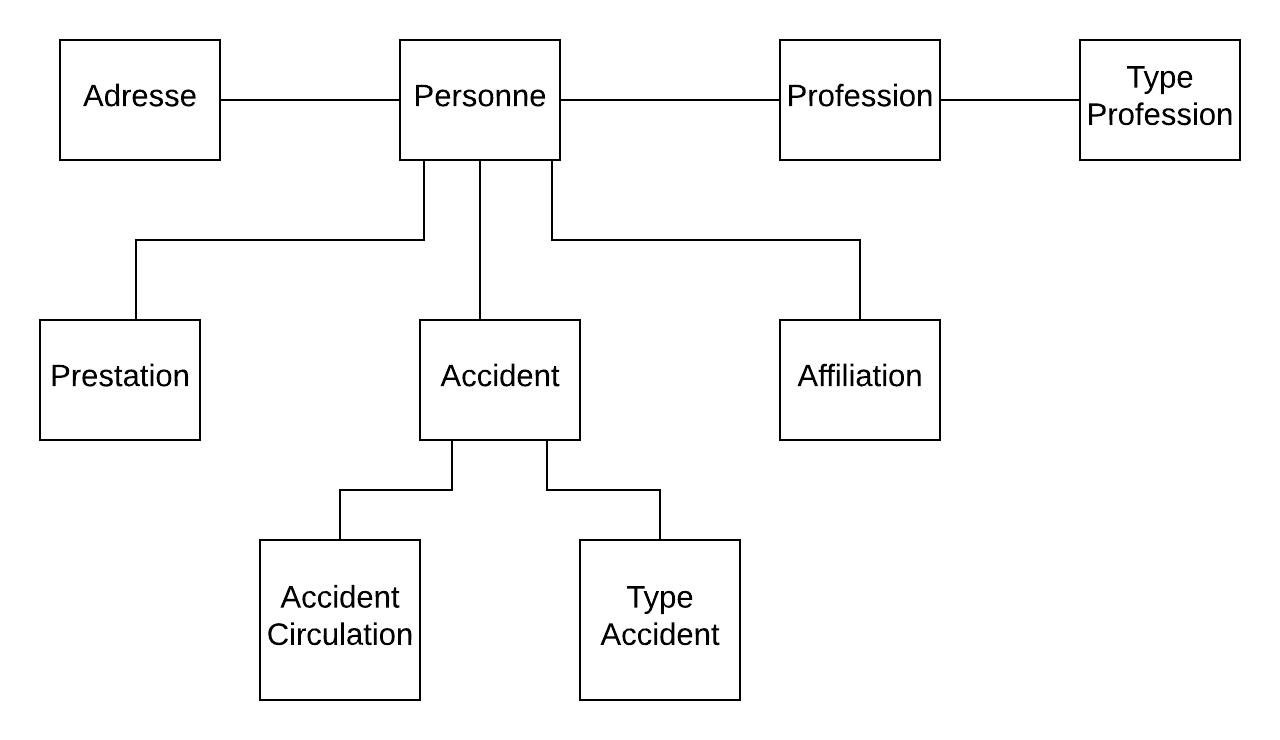 Adresse
Personne
Profession
Type
Profession
Prestation
Accident
Affiliation
Accident
Circulation
Type
Accident